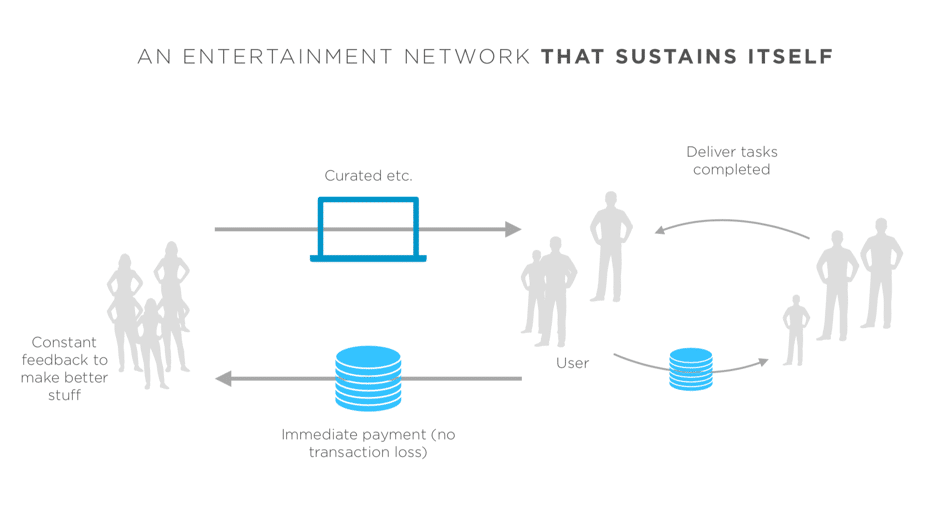 AN ENTERTAINMENT NETWORK THAT SUSTAINS ITSELF
Deliver tasks
completed
Curated etc.
Constant
feedback to
make better
stuff
User
Immediate payment (no
transaction loss)